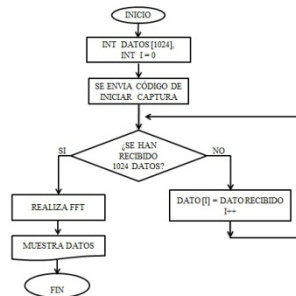 INICIO
INT DATOS [1024],
INT I = 0
SE ENVIA CÓDIGO DE
INICIAR CAPTURA
¿SE HAN
RECIBIDO
1024 DATOS?
SI
NO
REALIZA FFT
DATO [I] = DATO RECIBIDO
I++
MUESTRA DATOS
FIN